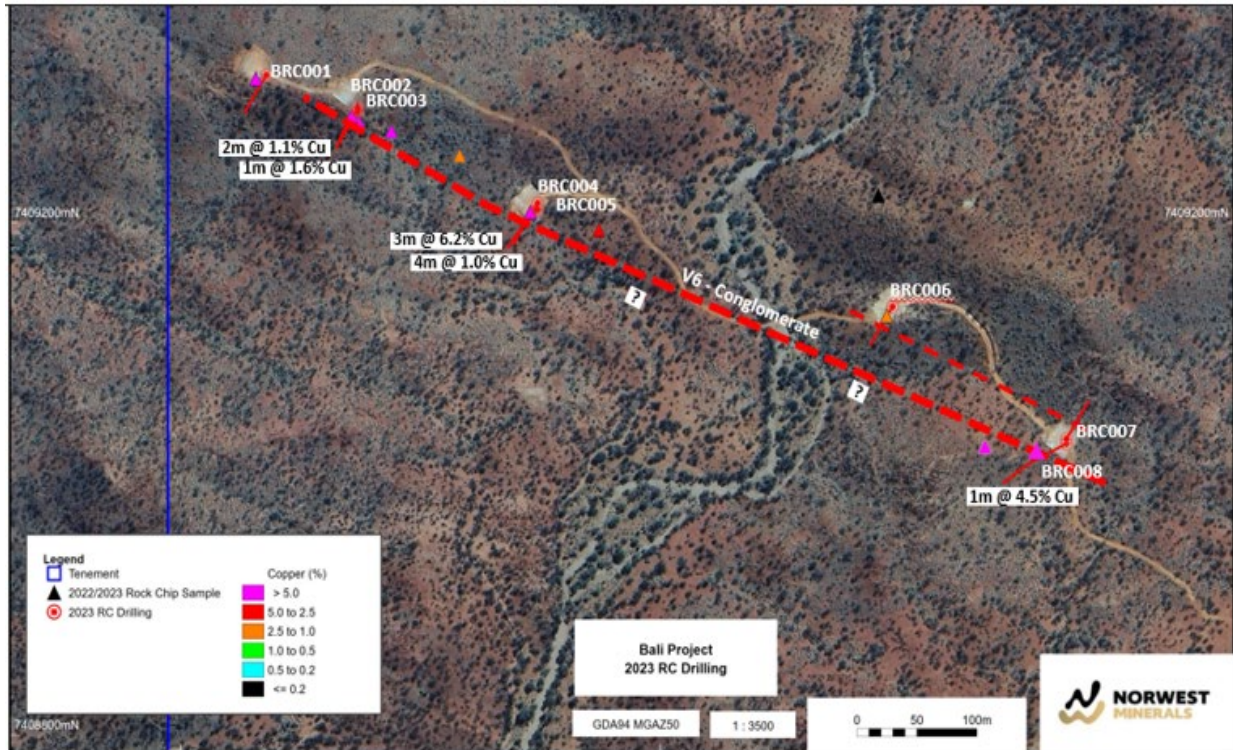 BRC001
BRC002
BRC003
2m @ 1.1% Cu
1m @ 1.6% Cu
BRC004
BRC005
7409200mN
7409200mN
3m @ 6.2% Cu
4m @ 1.0% Cu
V6 - Conglomerate
?
BRC006
?
BRC007
BRC008
1m @ 4.5% Cu
Legend
Tenement
2022/2023 Rock Chip Sample
2023 RC Drilling
Copper (%)
> 5.0
5.0 to 2.5
2.5 to 1.0
1.0 to 0.5
0.5 to 0.2
<= 0.2
Bali Project
2023 RC Drilling
GDA94 MGAZ50
1 : 3500
0 50 100m
NORWEST
MINERALS
7408800mN